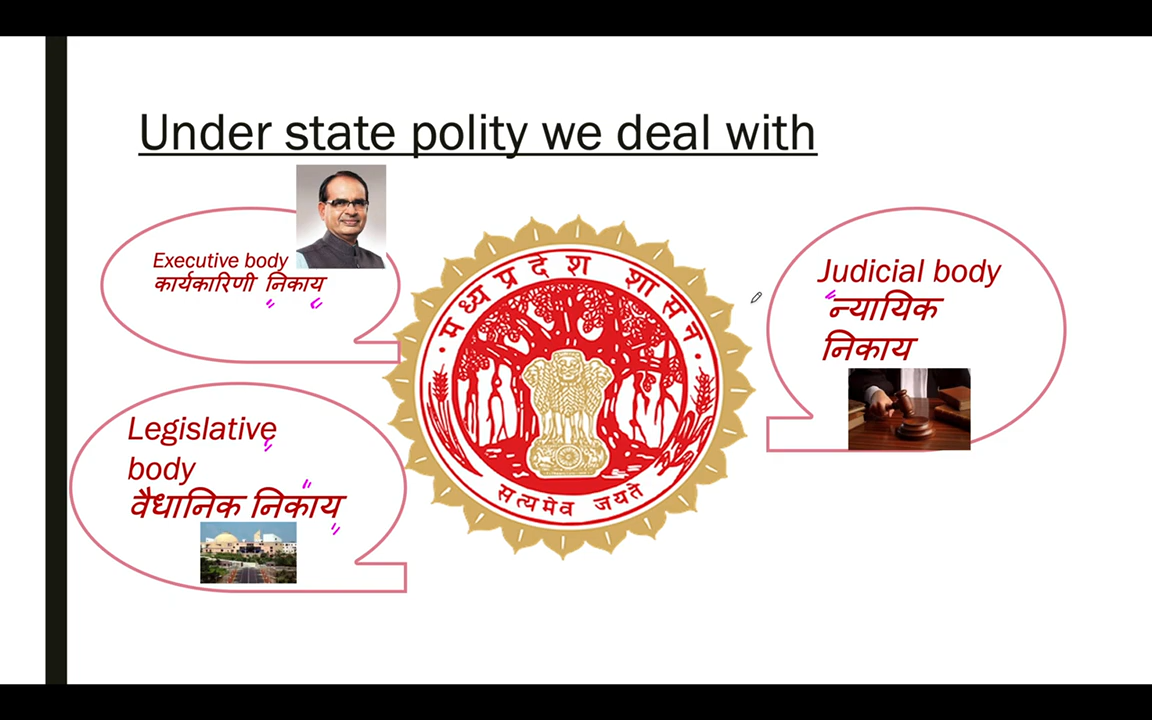 Under state polity we deal with
Executive body
कार्यकारिणी निकाय
Legislative
body
वैधानिक निकाय
मध्यप्रदेश शासन
सत्यमेव जयते
Judicial body
न्यायिक
निकाय